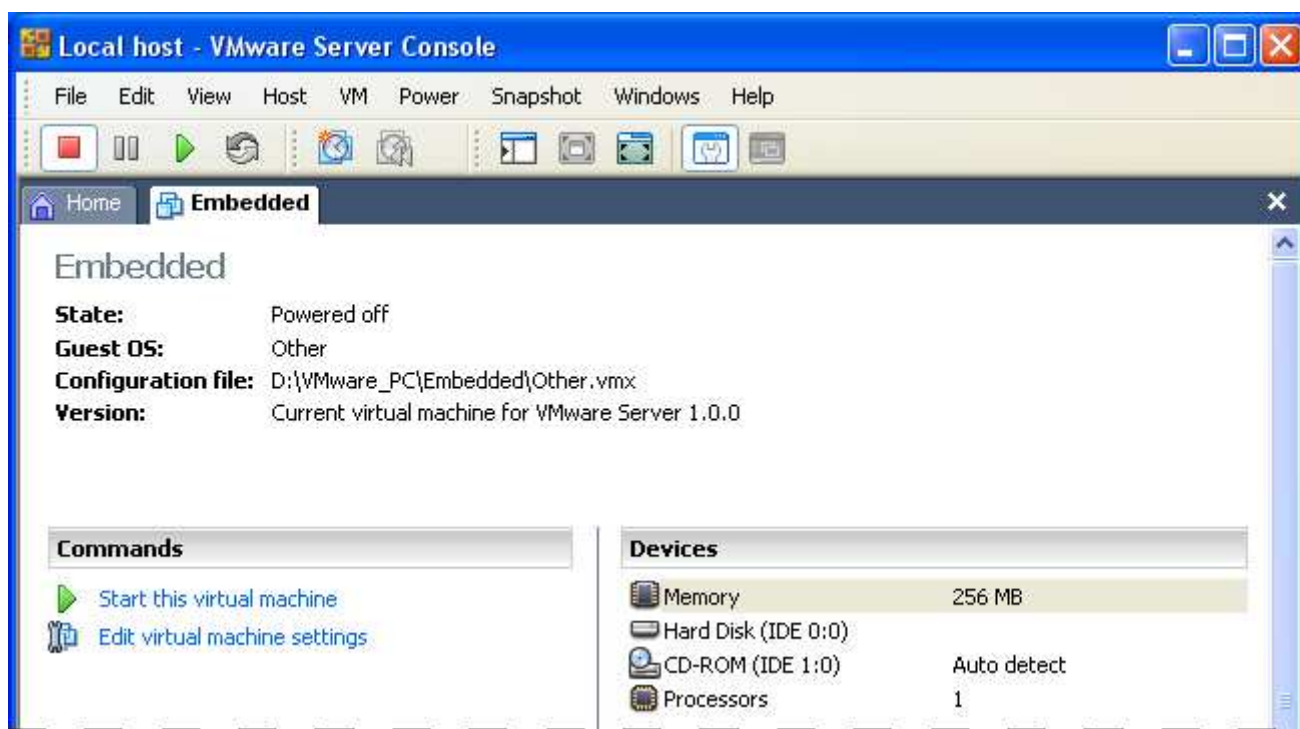 Local host - VMware Server Console
File Edit View Host VM Power Snapshot Windows Help
Home Embedded
Embedded
State: Powered off
Guest OS: Other
Configuration file: D:\VMware_PC\Embedded\Other.vmx
Version: Current virtual machine for VMware Server 1.0.0
Commands
Start this virtual machine
Edit virtual machine settings
Devices
Memory 256 MB
Hard Disk (IDE 0:0)
CD-ROM (IDE 1:0) Auto detect
Processors 1